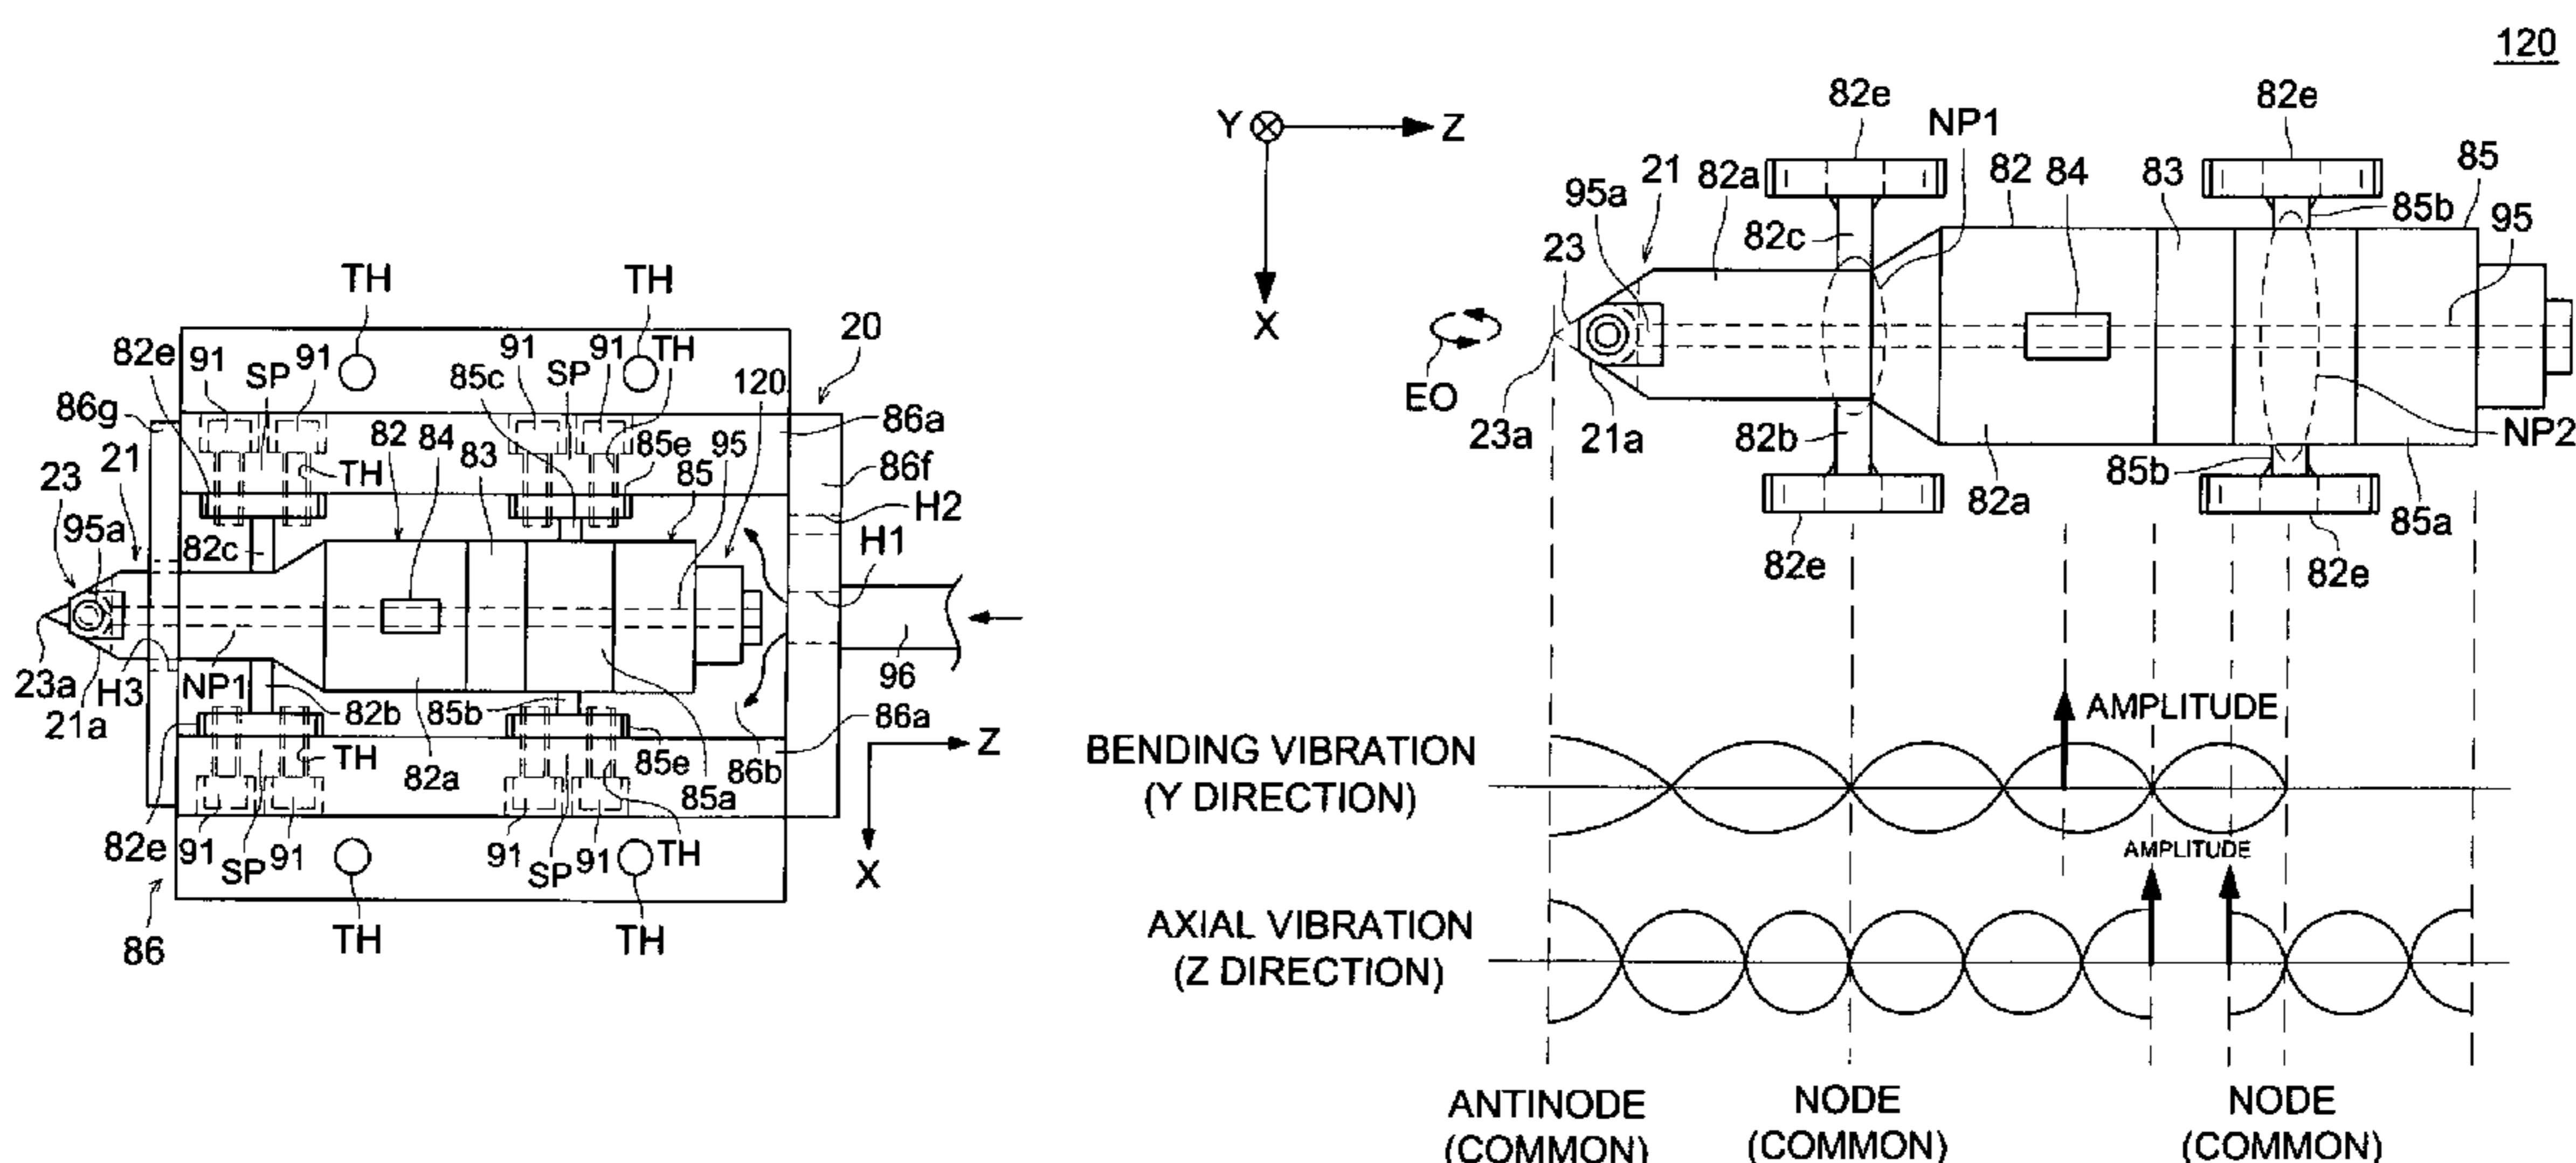 120
TH TH
20
82e 91 SP 91 91 SP 91 TH
85c 120
86g 86a
82 84 83 85e 95
TH 85 86f
21 H2
23 95a H1
82c
96
23a H3 NP1
21a 82b 85b 86a
82e TH 82a 85e 85a 86b
Z
91 SP 91 91 SP 91 TH
X
86 TH TH
Y Z
X
82e 82e
NP1
95a 21 82a 82 84 83 85
82c 85b 95
23
EO
23a 21a 82b 85b NP2
82a 85a
82e 82e
AMPLITUDE
BENDING VIBRATION
(Y DIRECTION)
AMPLITUDE
AXIAL VIBRATION
(Z DIRECTION)
ANTINODE
(COMMON)
NODE
(COMMON)
NODE
(COMMON)